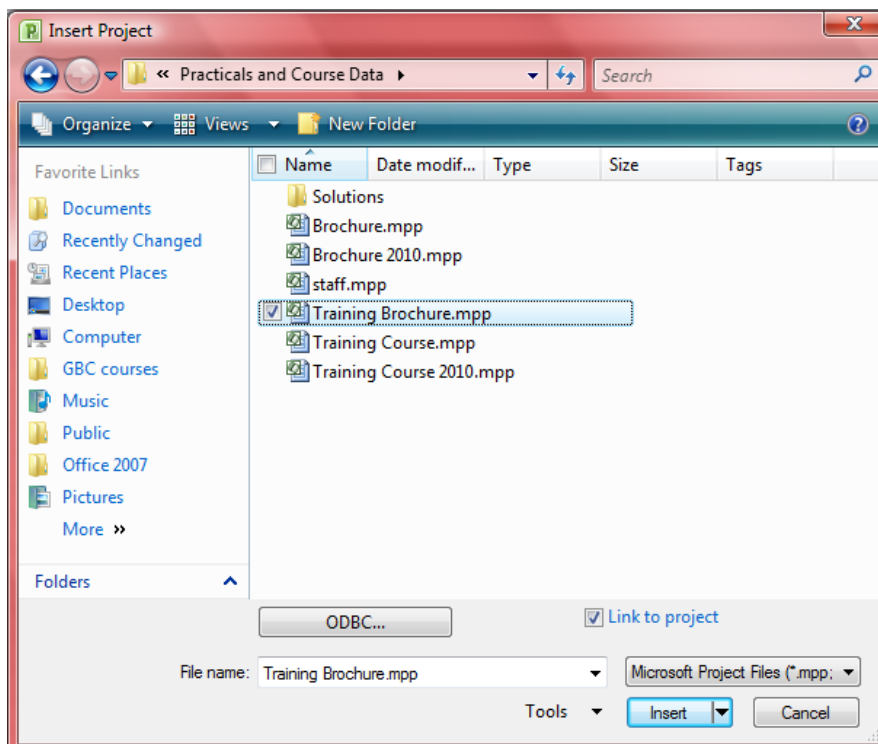 Insert Project
« Practicals and Course Data
Search
Organize Views New Folder
Favorite Links
Documents
Recently Changed
Recent Places
Desktop
Computer
GBC courses
Music
Public
Office 2007
Pictures
More »
Folders
Name Date modif... Type Size Tags
Solutions
Brochure.mpp
Brochure 2010.mpp
staff.mpp
Training Brochure.mpp
Training Course.mpp
Training Course 2010.mpp
ODBC... Link to project
File name: Training Brochure.mpp Microsoft Project Files (*.mpp;
Tools Insert Cancel